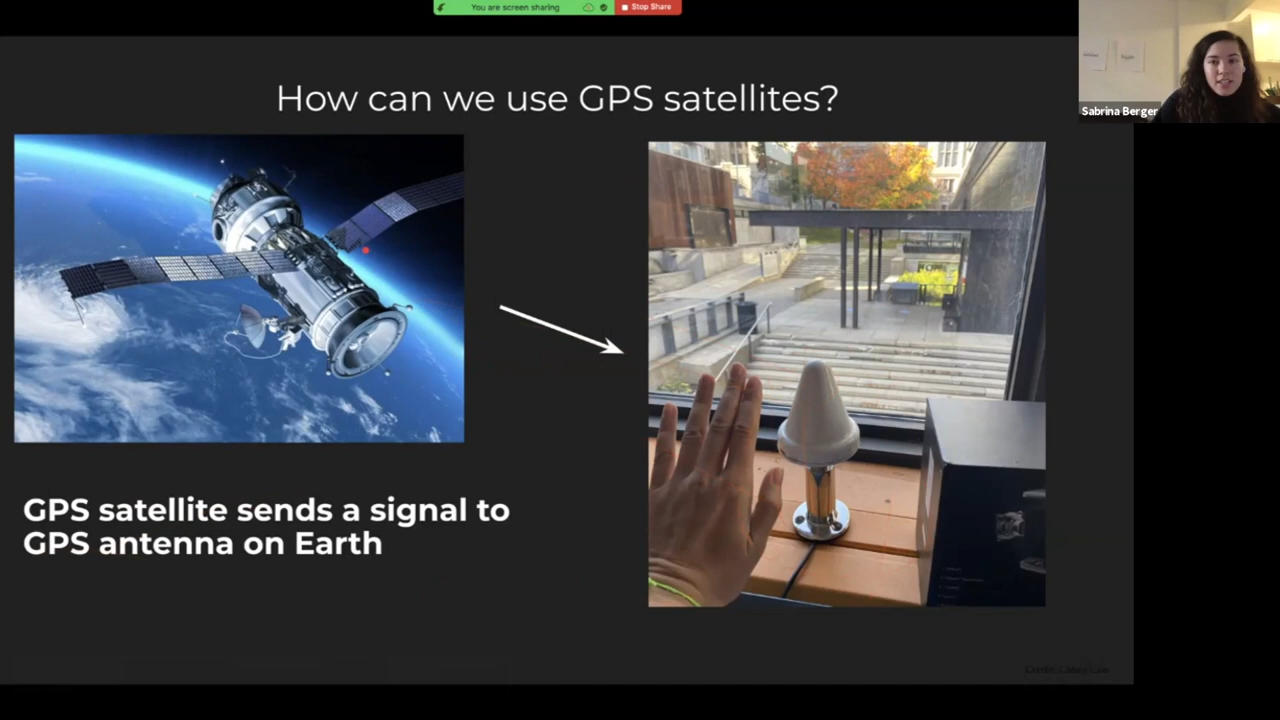 You are screen sharing
Stop Share
How can we use GPS satellites?
Sabrina Berger
GPS satellite sends a signal to
GPS antenna on Earth